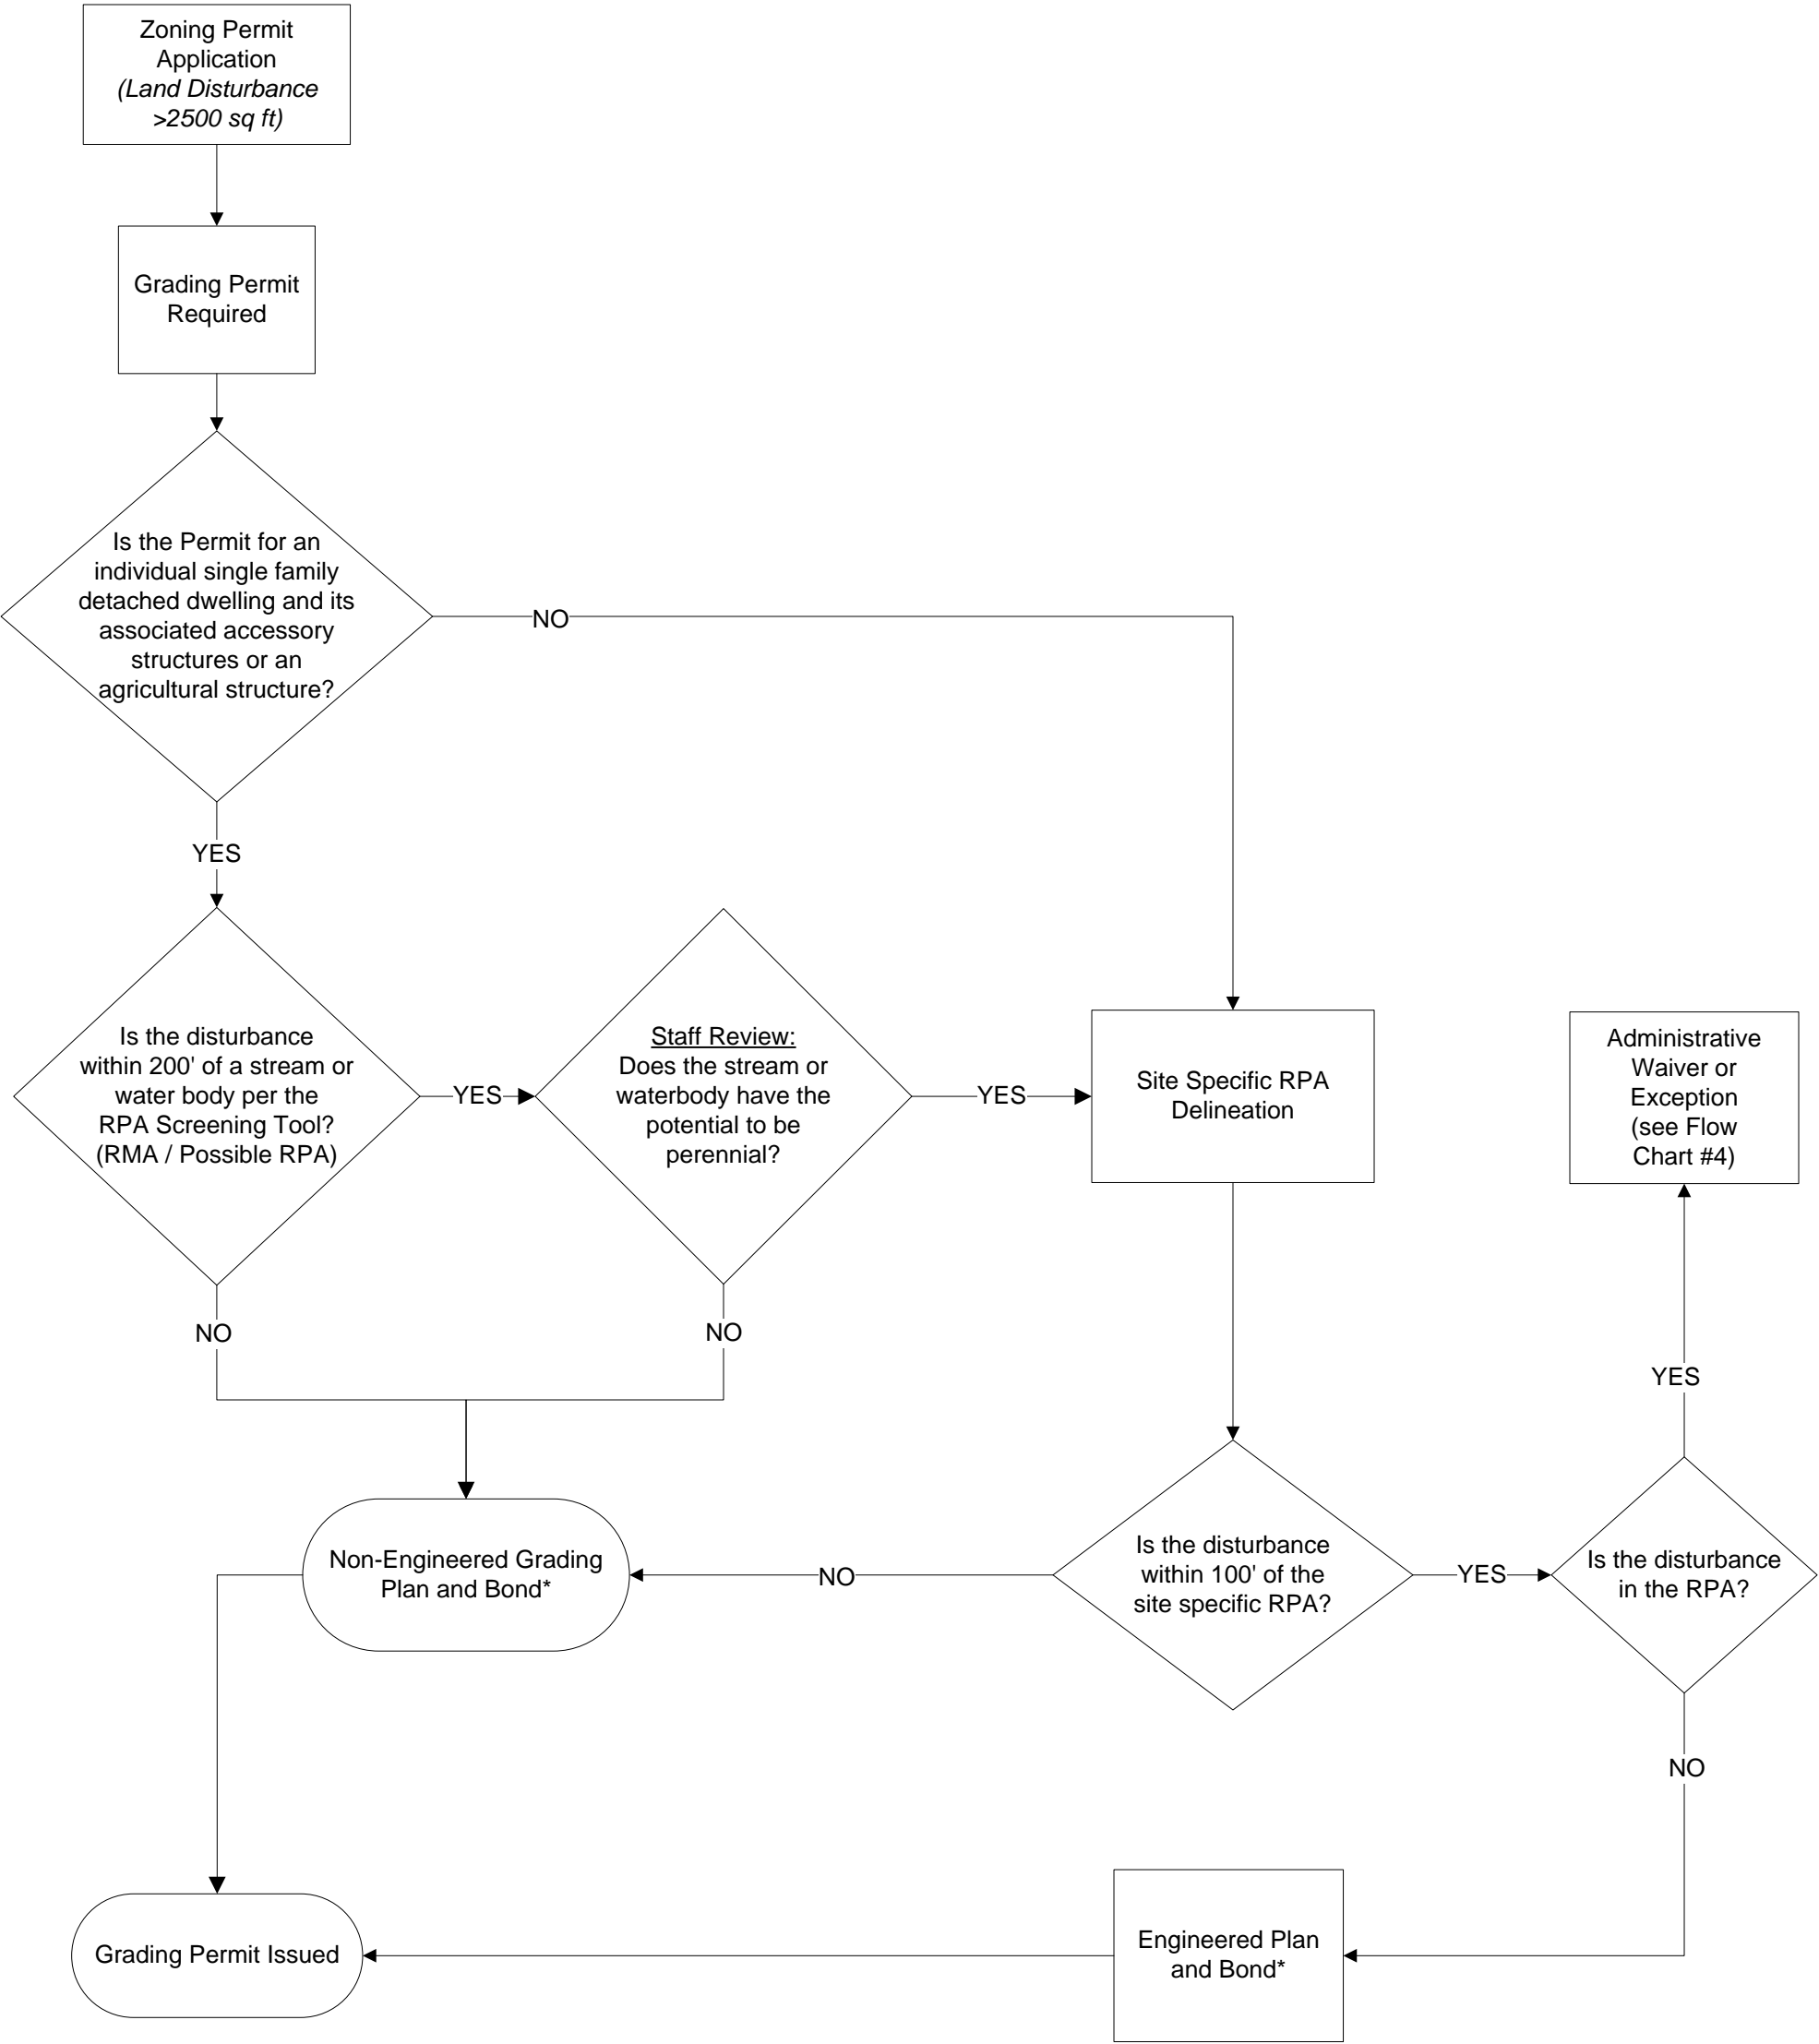 Zoning Permit
Application
(Land Disturbance
>2500 sq ft)
Grading Permit
Required
Is the Permit for an
individual single family
detached dwelling and its
associated accessory
structures or an
agricultural structure?
NO
YES
Is the disturbance
within 200' of a stream or
water body per the
RPA Screening Tool?
(RMA / Possible RPA)
YES
Staff Review:
Does the stream or
waterbody have the
potential to be
perennial?
YES
Site Specific RPA
Delineation
Administrative
Waiver or
Exception
(see Flow
Chart #4)
NO
NO
YES
Non-Engineered Grading
Plan and Bond*
NO
Is the disturbance
within 100' of the
site specific RPA?
YES
Is the disturbance
in the RPA?
NO
Grading Permit Issued
Engineered Plan
and Bond*